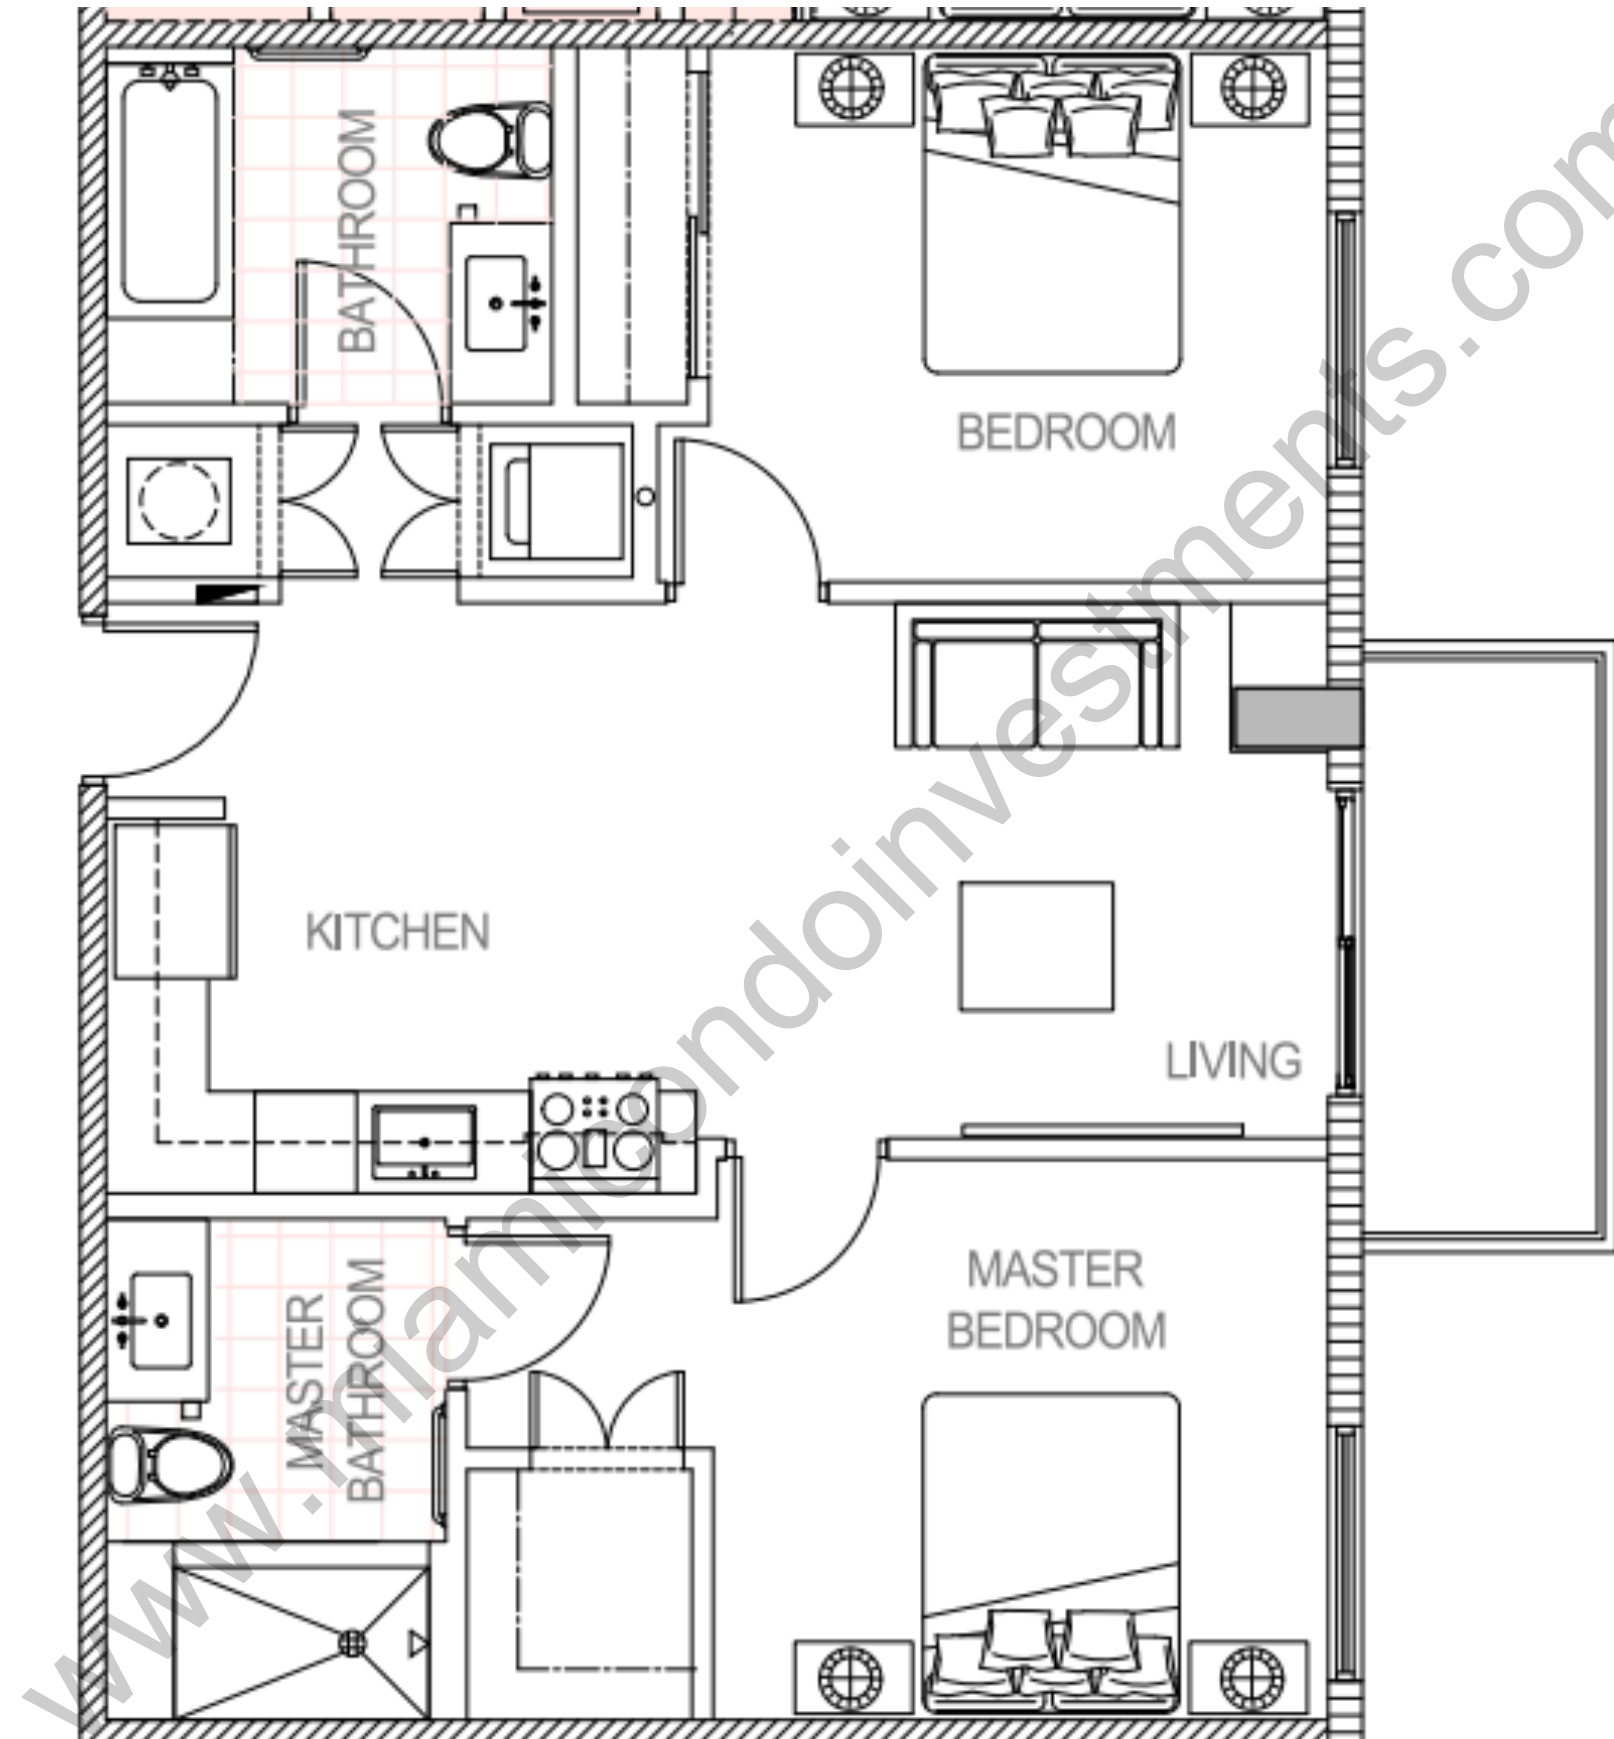 BATHROOM
BEDROOM
KITCHEN
LIVING
MASTER
BEDROOM
MASTER
BATHROOM
www.miamicondoinvestments.com